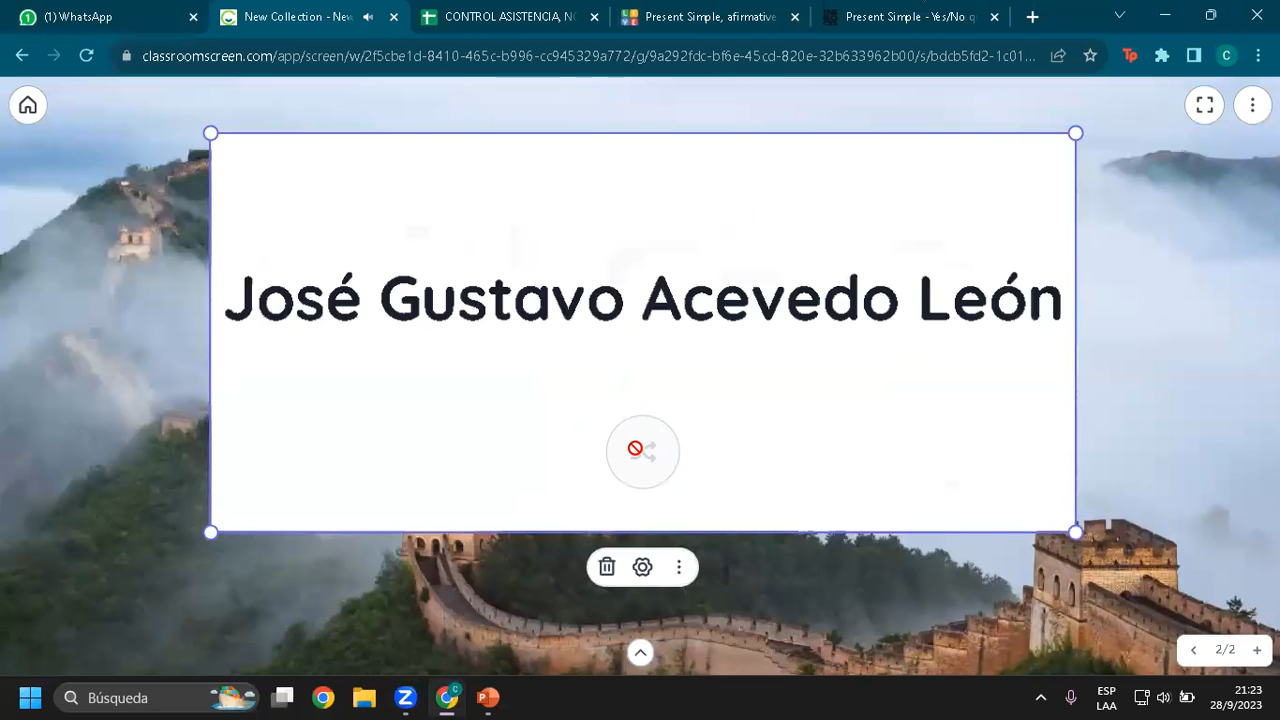 (1) WhatsApp
New Collection - New
CONTROL ASISTENCIA, NO
Present Simple, afirmative
Present Simple - Yes/No q
classroomscreen.com/app/screen/w/2f5cbe1d-8410-465c-b996-cc945329a772/g/9a292fdc-bf6e-45cd-820e-32b633962b00/s/bdcb5fd2-1c01...
Tp
C
José Gustavo Acevedo León
2/2
Búsqueda
ESP
LAA
21:23
28/9/2023